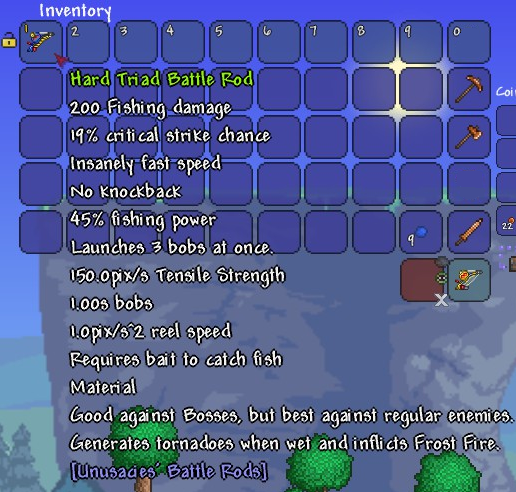 Inventory
1 2 3 4 5 6 7 8 9 0
Hard Triad Battle Rod
200 Fishing damage
Coi
19% critical strike chance
Insanely fast speed
No knockback
45% fishing power
22
9
Launches 3 bobs at once.
150.0pix/s Tensile Strength
1.00s bobs
X
1.0pix/s^2 reel speed
Requires bait to catch fish
Material
Good against Bosses, but best against regular enemies.
Generates tornadoes when wet and inflicts Frost Fire.
[Unusacies' Battle Rods]